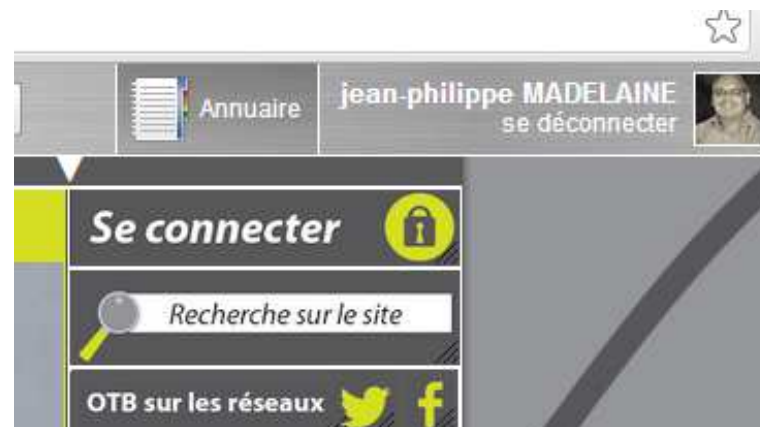 Annuaire
jean-philippe MADELAINE
se déconnecter
Se connecter
Recherche sur le site
OTB sur les réseaux